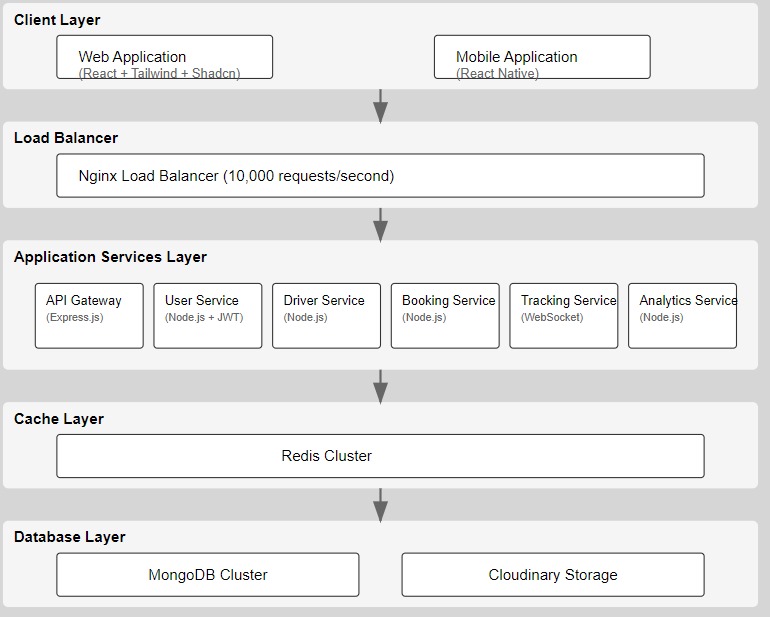 Client Layer
Web Application
(React + Tailwind + Shadcn)
Mobile Application
(React Native)
Load Balancer
Nginx Load Balancer (10,000 requests/second)
Application Services Layer
API Gateway
(Express.js)
User Service
(Node.js + JWT)
Driver Service
(Node.js)
Booking Service
(Node.js)
Tracking Service
(WebSocket)
Analytics Service
(Node.js)
Cache Layer
Redis Cluster
Database Layer
MongoDB Cluster
Cloudinary Storage